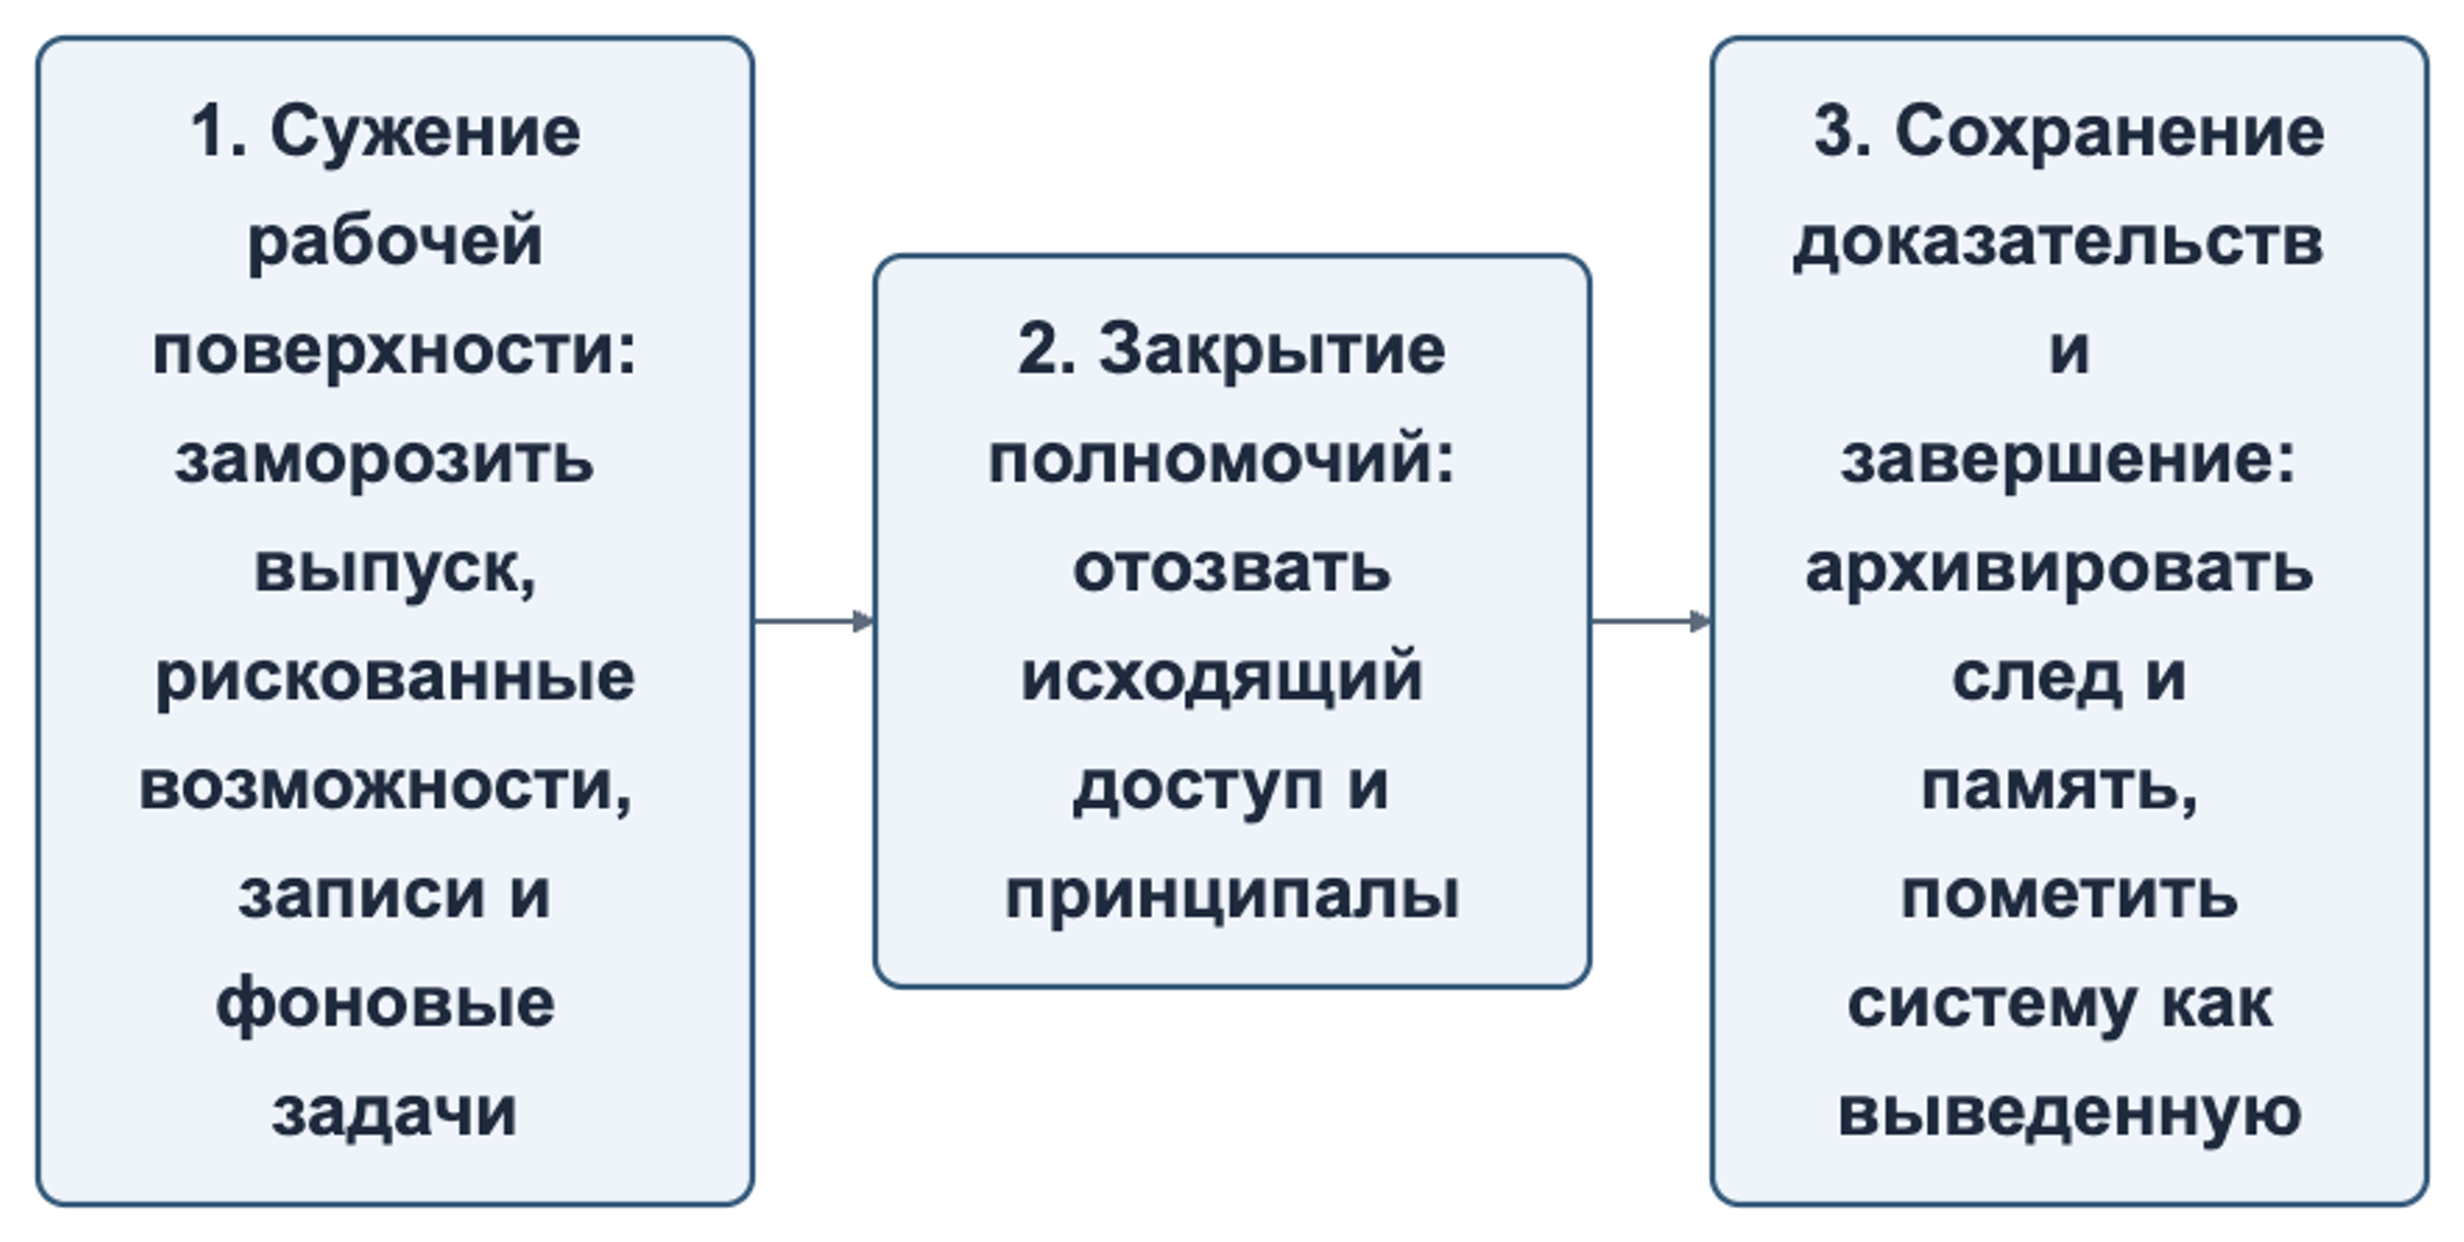 1. Сужение
рабочей
поверхности:
заморозить
выпуск,
рискованные
возможности,
записи и
фоновые
задачи
2. Закрытие
полномочий:
отозвать
исходящий
доступ и
принципалы
3. Сохранение
доказательств
и
завершение:
архивировать
след и
память,
пометить
систему как
выведенную